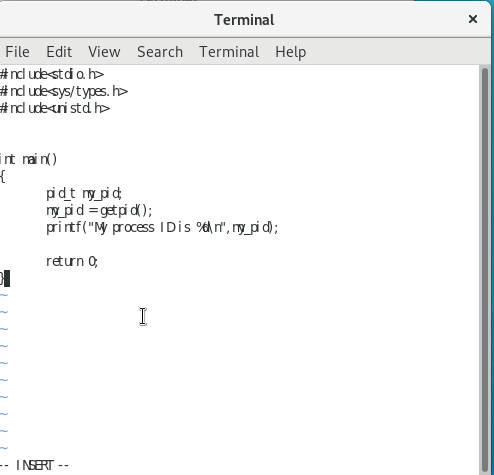 Terminal ×
File Edit View Search Terminal Help
#include<stdio.h>
#include<sys/types.h>
#include<unistd.h>
int main()
{
        pid_t my_pid;
        my_pid = getpid();
        printf("My process ID is %d\n",my_pid);
        return 0;
}
~
~
~
~
~
~
~
~
~
~
-- INSERT --